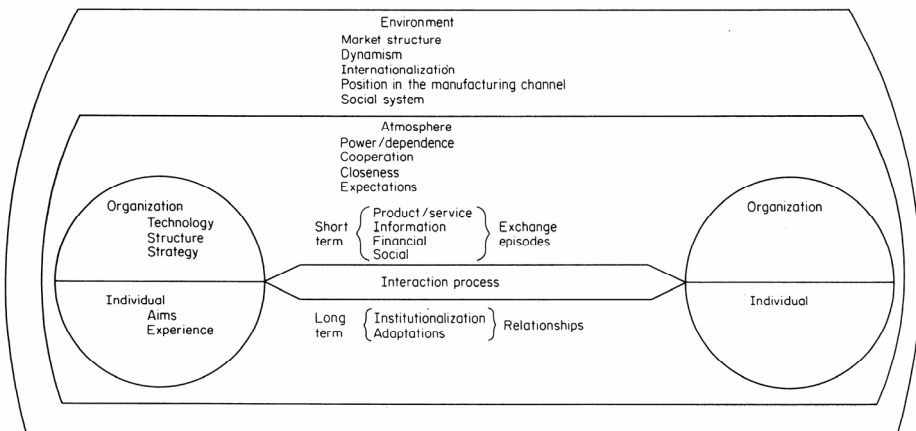 Environment
Market structure
Dynamism
Internationalization
Position in the manufacturing channel
Social system
Atmosphere
Power/dependence
Cooperation
Closeness
Expectations
Organization
Technology
Structure
Strategy
Individual
Aims
Experience
Short term
Product/service
Information
Financial
Social
Exchange episodes
Interaction process
Long term
Institutionalization
Adaptations
Relationships
Organization
Individual